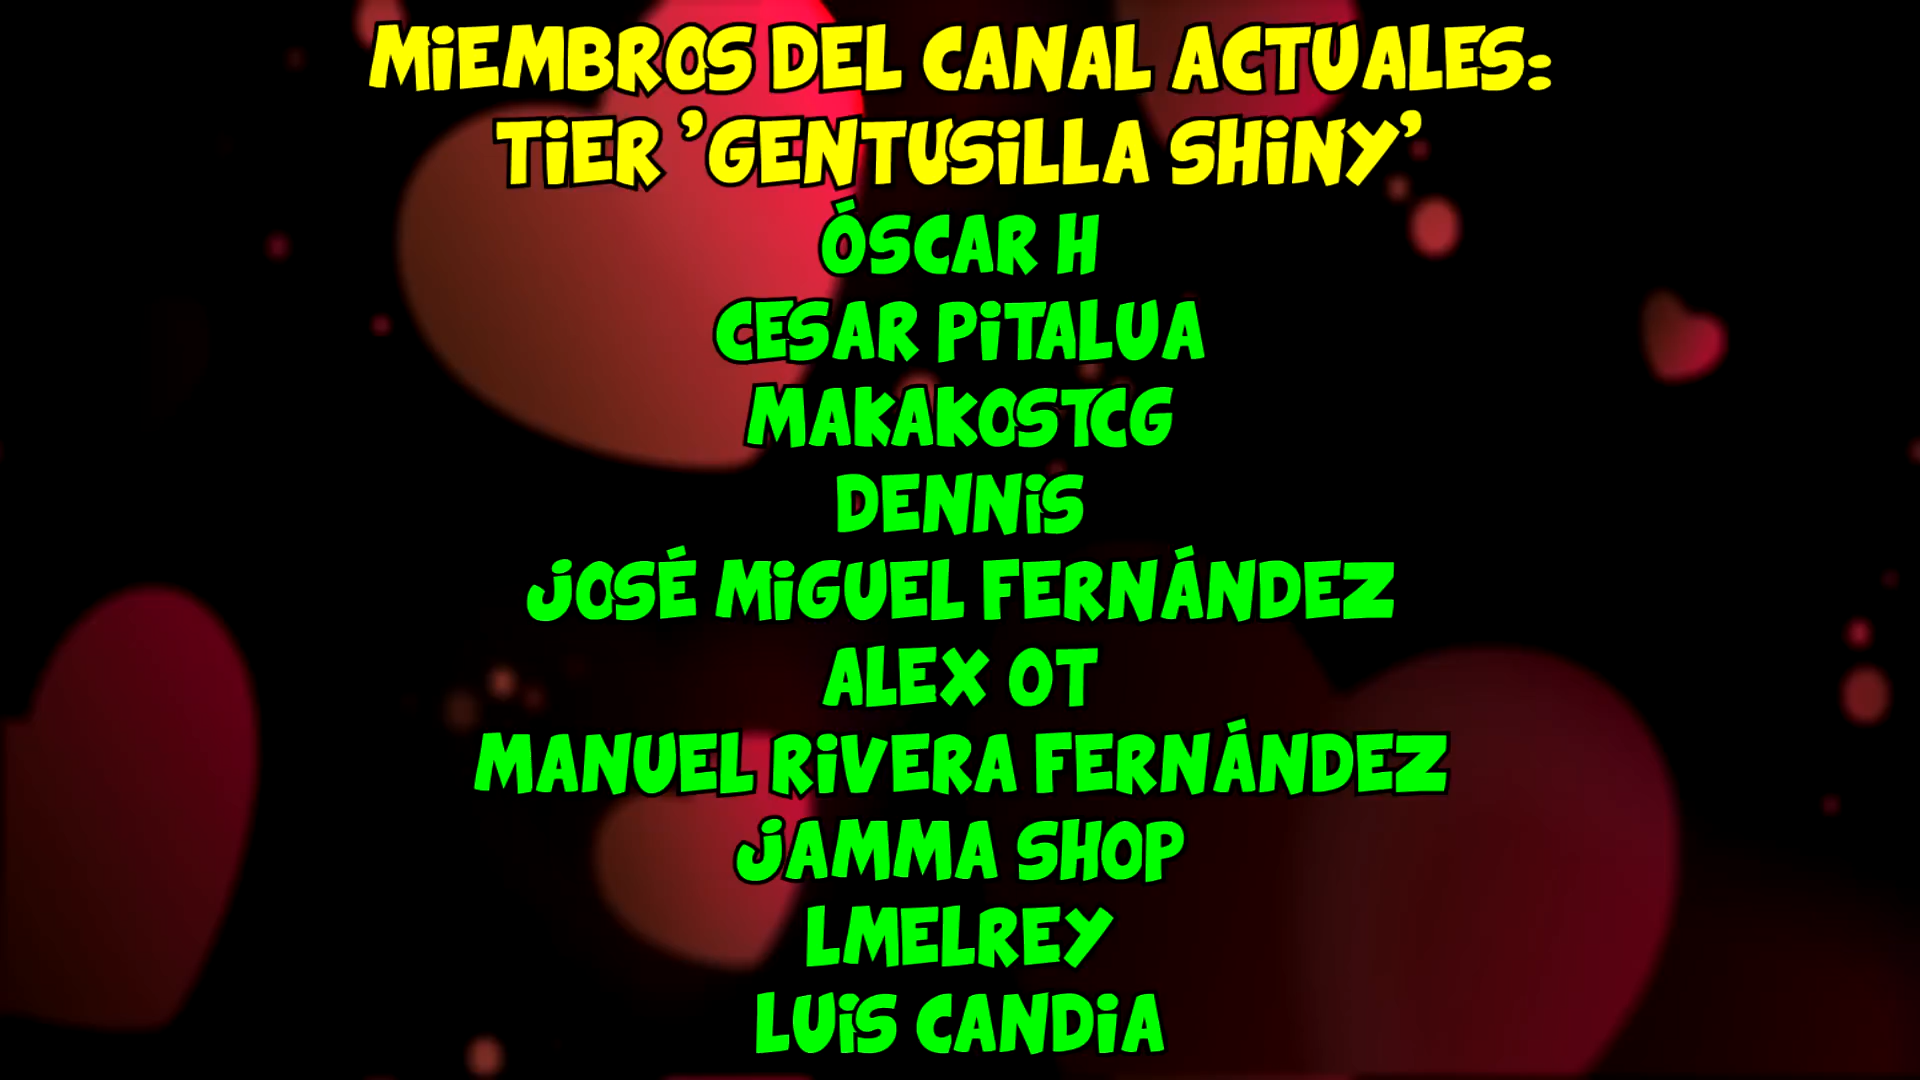 MiEMBROS DEL CANAL ACTUALES:
TiER 'GENTUSiLLA SHiNY'
ÓSCAR H
CESAR PiTALUA
MAKAKOSTCG
DENNiS
JOSÉ MiGUEL FERNÁNDEZ
ALEX OT
MANUEL RiVERA FERNÁNDEZ
JAMMA SHOP
LMELREY
LUiS CANDiA